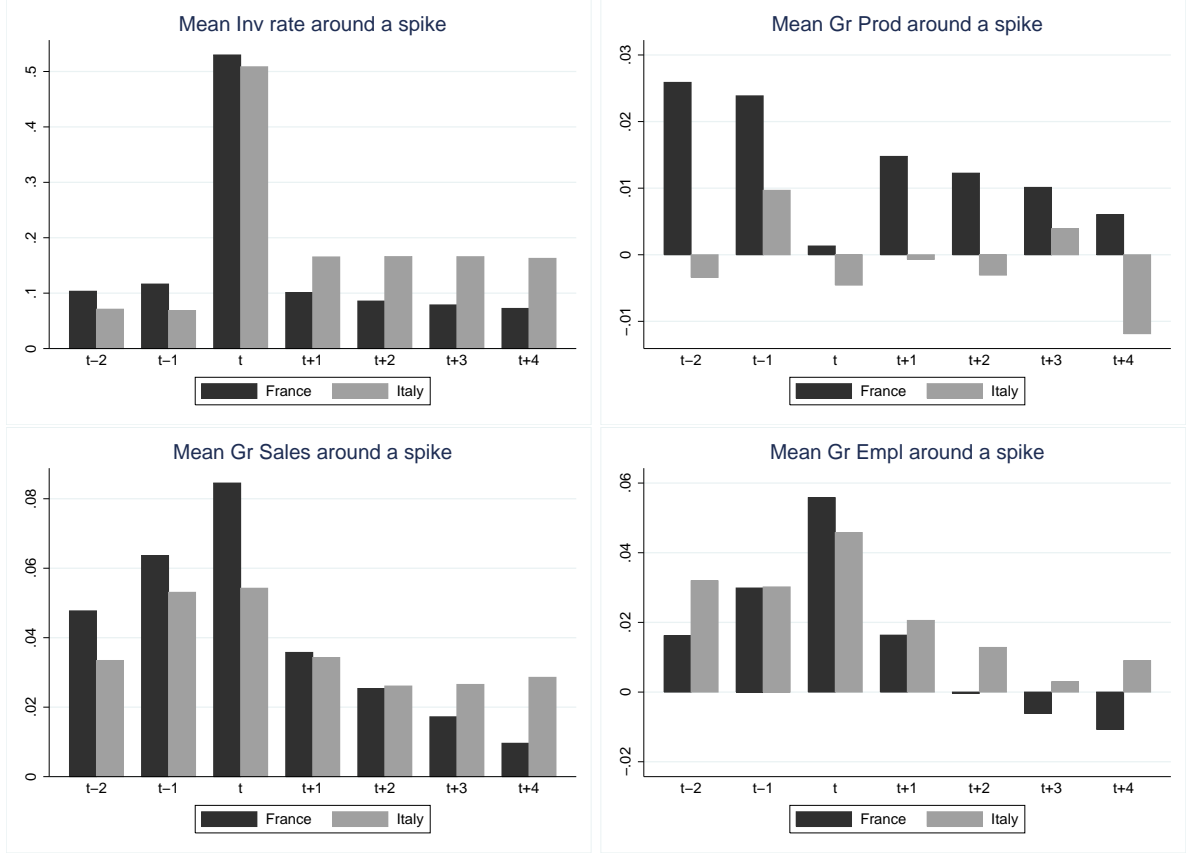 Mean Inv rate around a spike
.5
.4
.3
.2
.1
0
t−2 t−1 t t+1 t+2 t+3 t+4
France Italy
Mean Gr Prod around a spike
.03
.02
.01
0
−.01
t−2 t−1 t t+1 t+2 t+3 t+4
France Italy
Mean Gr Sales around a spike
.08
.06
.04
.02
0
t−2 t−1 t t+1 t+2 t+3 t+4
France Italy
Mean Gr Empl around a spike
.06
.04
.02
0
−.02
t−2 t−1 t t+1 t+2 t+3 t+4
France Italy